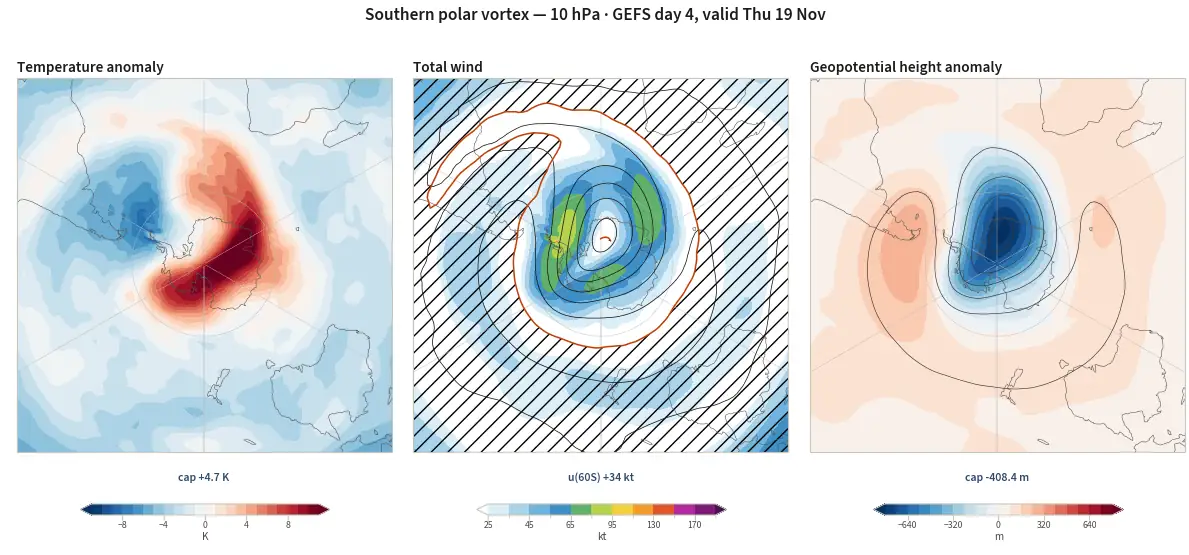 Southern polar vortex — 10 hPa · GEFS day 4, valid Thu 19 Nov
Temperature anomaly
Total wind
Geopotential height anomaly
cap +4.7 K
u(60S) +34 kt
cap -408.4 m
−8 −4 0 4 8
K
25 45 65 95 130 170
kt
−640 −320 0 320 640
m